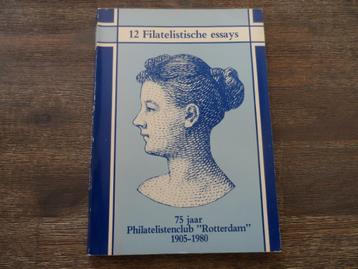 12 Filatelistische essays
75 jaar
Philatelistenclub "Rotterdam"
1905-1980